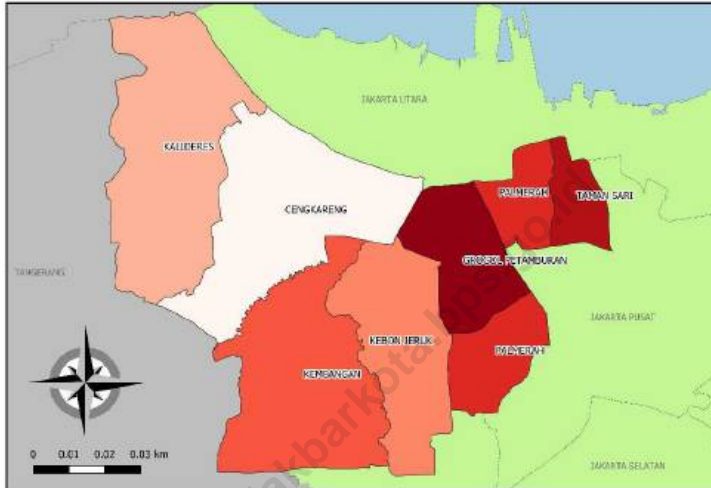 JAKARTA UTARA
KALIDERES
PALMERAH
TAMAN SARI
CENGKARENG
GROGOL PETAMBURAN
TANGERANG
JAKARTA PUSAT
KEBON JERUK
PALMERAH
KEMBANGAN
0 0.01 0.02 0.03 km
JAKARTA SELATAN